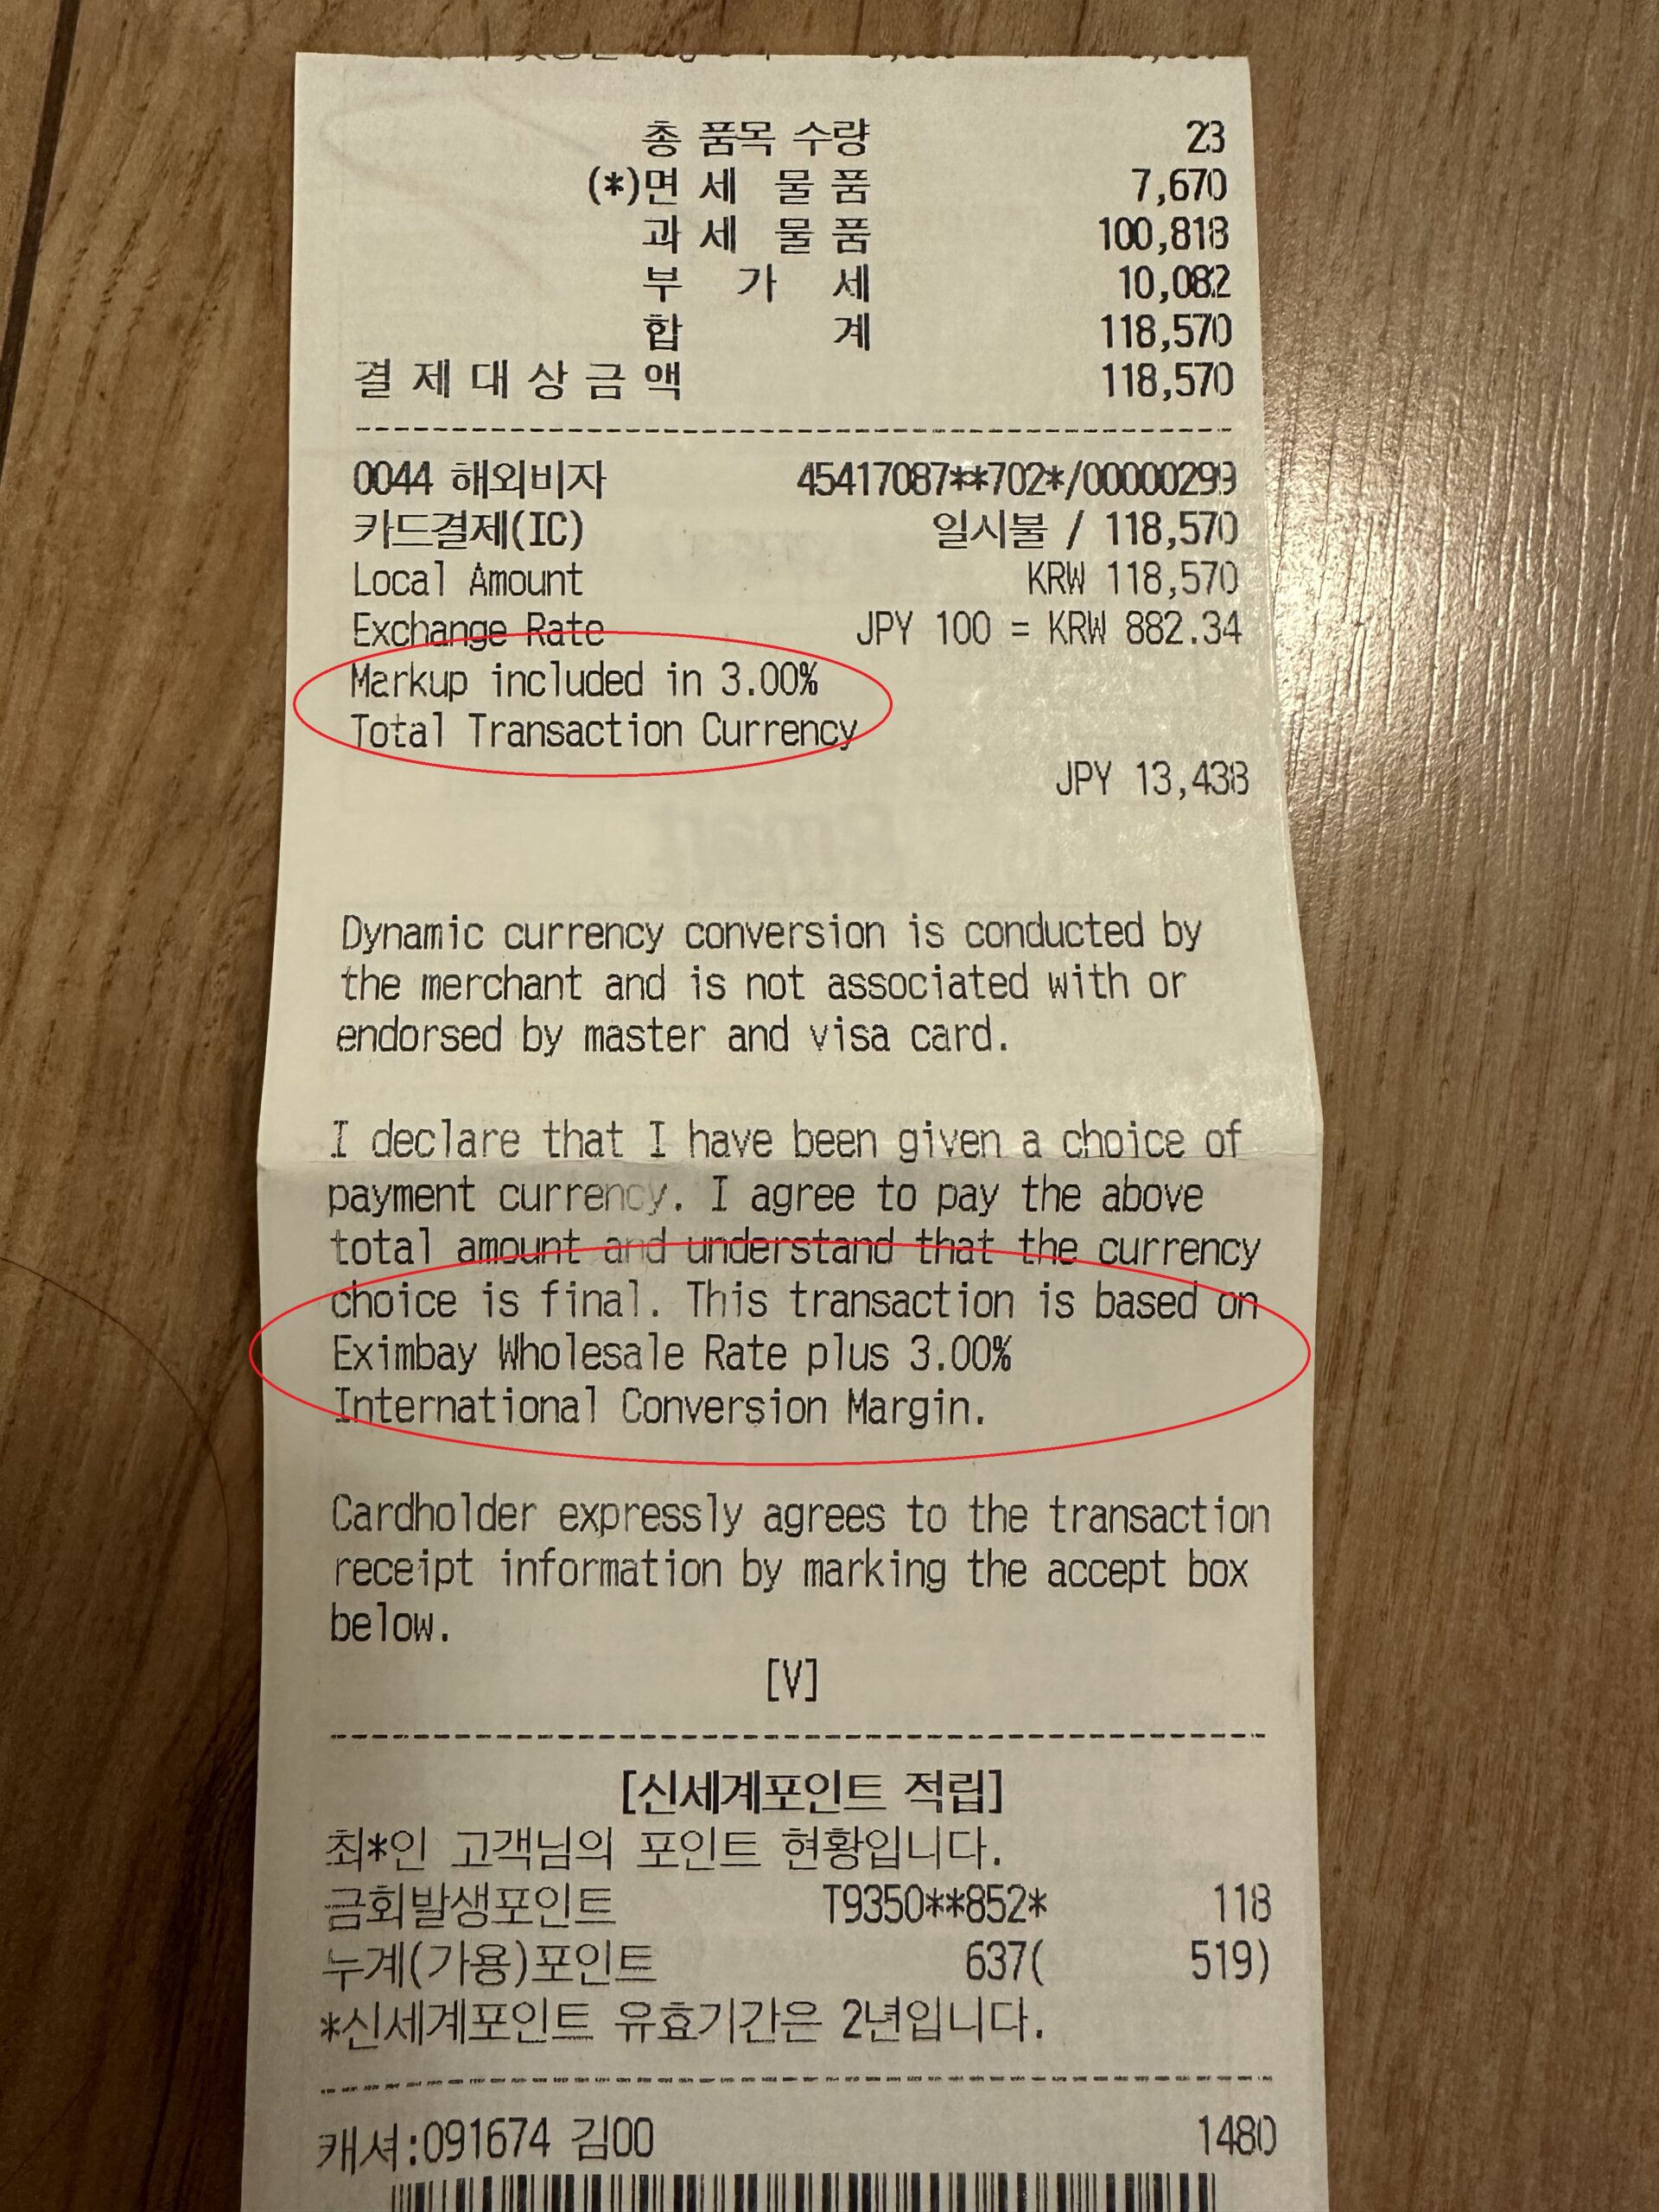 총 품목 수량 23
(*)면 세 물 품 7,670
과 세 물 품 100,818
부 가 세 10,082
합 계 118,570
결 제 대 상 금 액 118,570
0044 해외비자 45417087**702*/00000299
카드결제(IC) 일시불 / 118,570
Local Amount KRW 118,570
Exchange Rate JPY 100 = KRW 882.34
Markup included in 3.00%
Total Transaction Currency
JPY 13,438
Dynamic currency conversion is conducted by
the merchant and is not associated with or
endorsed by master and visa card.
I declare that I have been given a choice of
payment currency. I agree to pay the above
total amount and understand that the currency
choice is final. This transaction is based on
Eximbay Wholesale Rate plus 3.00%
International Conversion Margin.
Cardholder expressly agrees to the transaction
receipt information by marking the accept box
below.
[V]
[신세계포인트 적립]
최*인 고객님의 포인트 현황입니다.
금회발생포인트 T9350**852* 118
누계(가용)포인트 637( 519)
*신세계포인트 유효기간은 2년입니다.
캐셔:091674 김00 1480